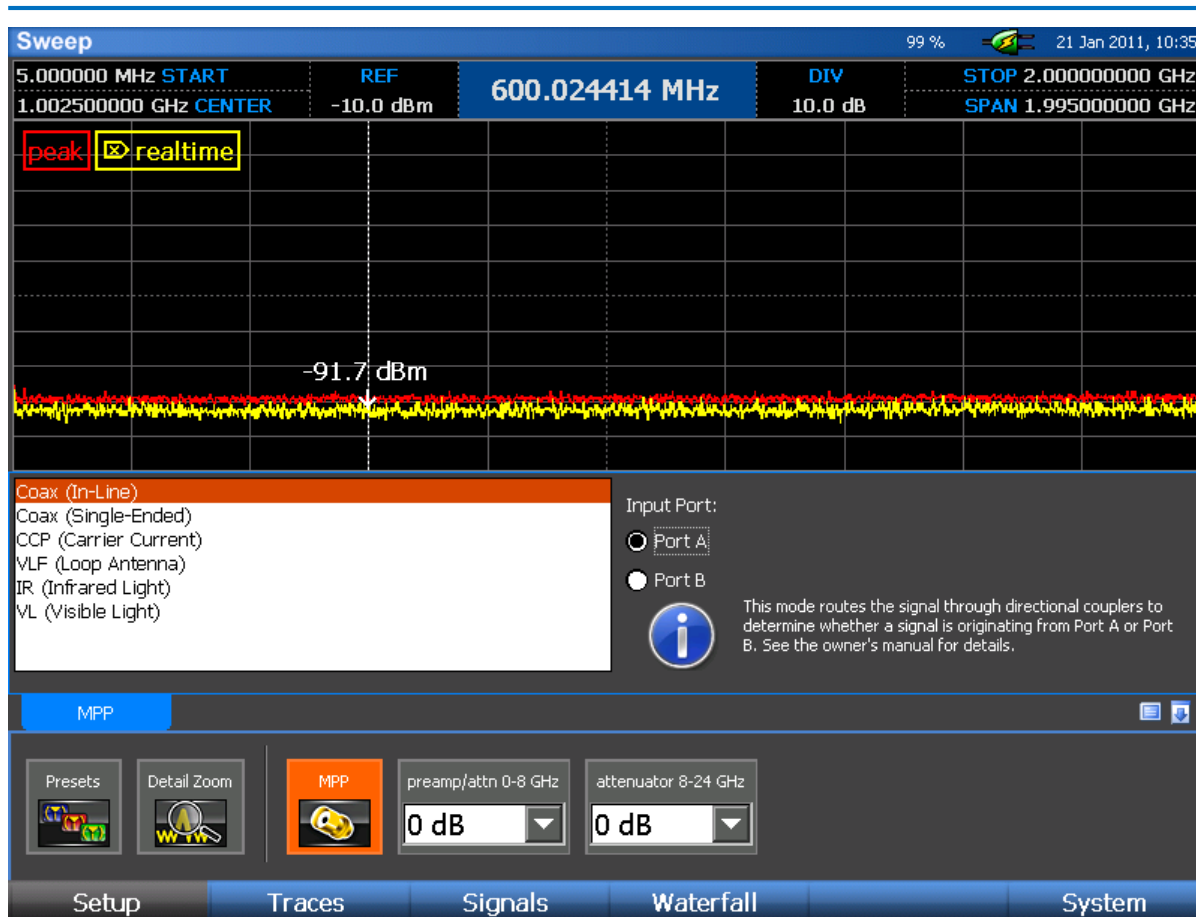 Sweep 99 % 21 Jan 2011, 10:35
5.000000 MHz START REF 600.024414 MHz DIV STOP 2.000000000 GHz
1.002500000 GHz CENTER -10.0 dBm 10.0 dB SPAN 1.995000000 GHz
peak realtime
-91.7 dBm
Coax (In-Line)
Coax (Single-Ended)
CCP (Carrier Current)
VLF (Loop Antenna)
IR (Infrared Light)
VL (Visible Light)
Input Port:
Port A
Port B
This mode routes the signal through directional couplers to
determine whether a signal is originating from Port A or Port
B. See the owner's manual for details.
MPP
Presets Detail Zoom MPP preamp/attn 0-8 GHz attenuator 8-24 GHz
0 dB 0 dB
Setup Traces Signals Waterfall System